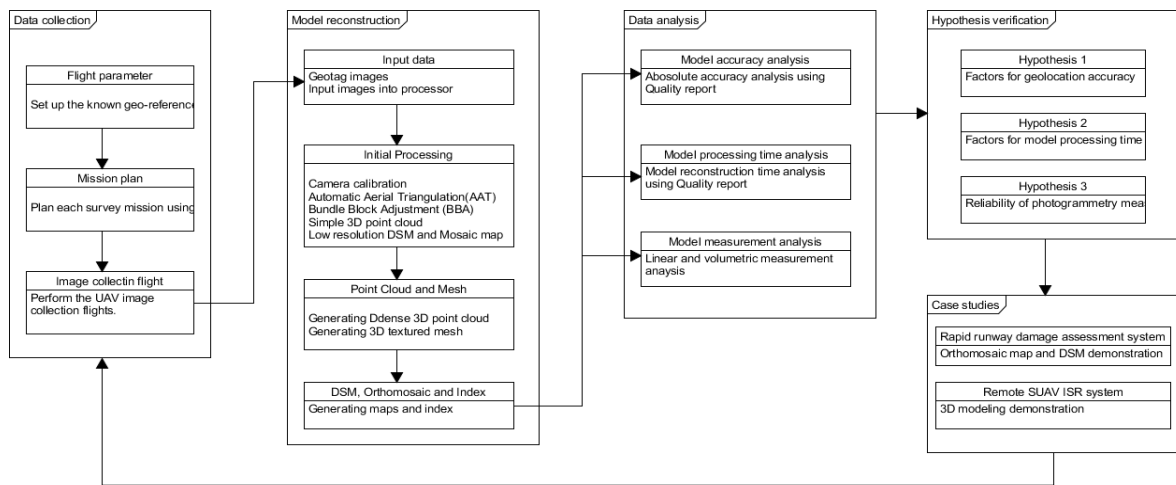 Data collection
Flight parameter
Set up the known geo-reference
Mission plan
Plan each survey mission using
Image collectin flight
Perform the UAV image
collection flights.
Model reconstruction
Input data
Geotag images
Input images into processor
Initial Processing
Camera calibration
Automatic Aerial Triangulation(AAT)
Bundle Block Adjustment (BBA)
Simple 3D point cloud
Low resolution DSM and Mosaic map
Point Cloud and Mesh
Generating Ddense 3D point cloud
Generating 3D textured mesh
DSM, Orthomosaic and Index
Generating maps and index
Data analysis
Model accuracy analysis
Abosolute accuracy analysis using
Quality report
Model processing time analysis
Model reconstruction time analysis
using Quality report
Model measurement analysis
Linear and volumetric measurement
anaysis
Hypothesis verification
Hypothesis 1
Factors for geolocation accuracy
Hypothesis 2
Factors for model processing time
Hypothesis 3
Reliability of photogrammetry meas
Case studies
Rapid runway damage assessment system
Orthomosaic map and DSM demonstration
Remote SUAV ISR system
3D modeling demonstration